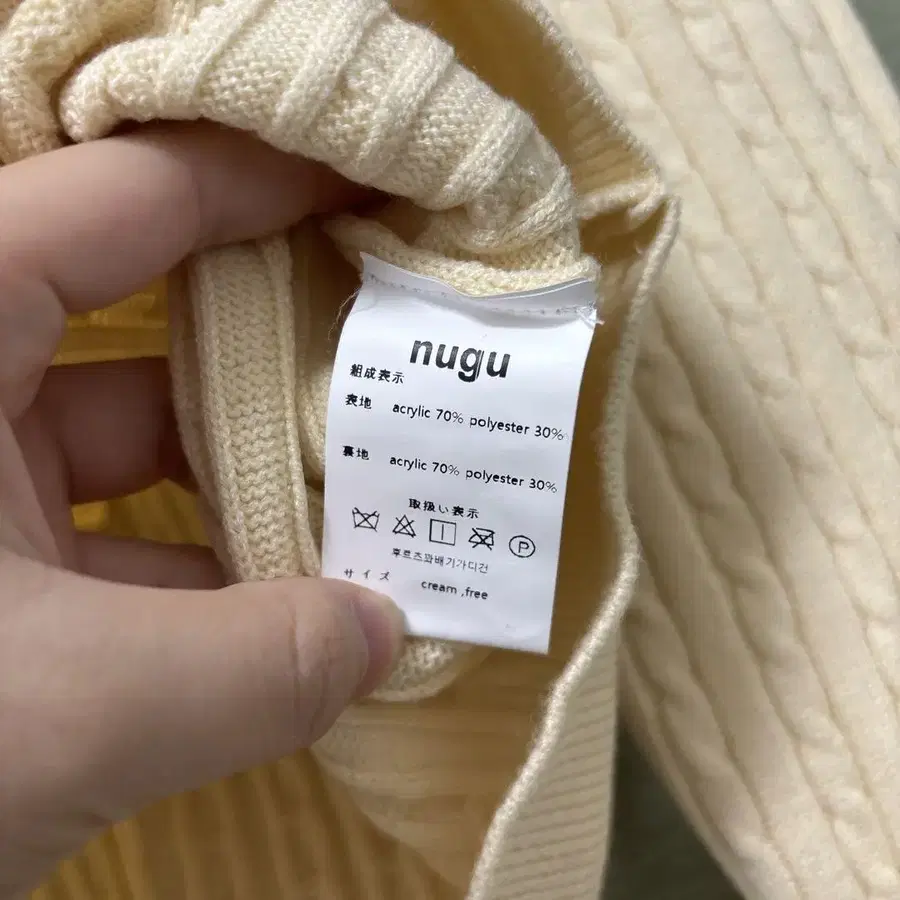 nugu
組成表示
表地 acrylic 70% polyester 30%
裏地 acrylic 70% polyester 30%
取扱い表示
P
후르츠꽈배기가디건
サイズ cream ,free